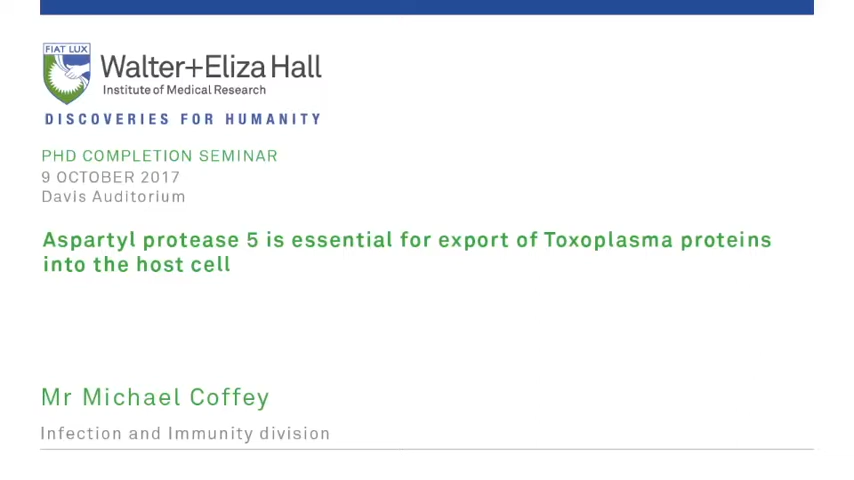 FIAT LUX
Walter+Eliza Hall
Institute of Medical Research
DISCOVERIES FOR HUMANITY
PHD COMPLETION SEMINAR
9 OCTOBER 2017
Davis Auditorium
Aspartyl protease 5 is essential for export of Toxoplasma proteins
into the host cell
Mr Michael Coffey
Infection and Immunity division